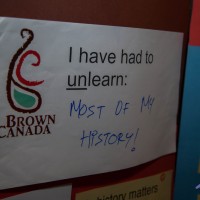 I have had to
unlearn:
MOST OF MY
HISTORY!
BROWN
CANADA
history matters